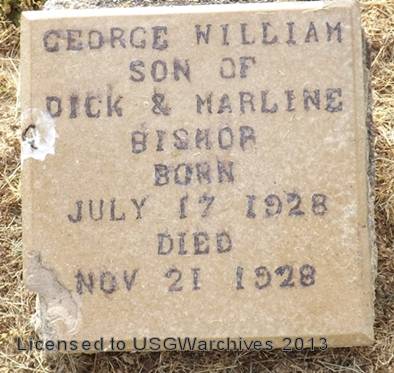 GEORGE WILLIAM
SON OF
DICK & MARLINE
BISHOP
BORN
JULY 17 1928
DIED
NOV 21 1928
Licensed to USGWarchives 2013